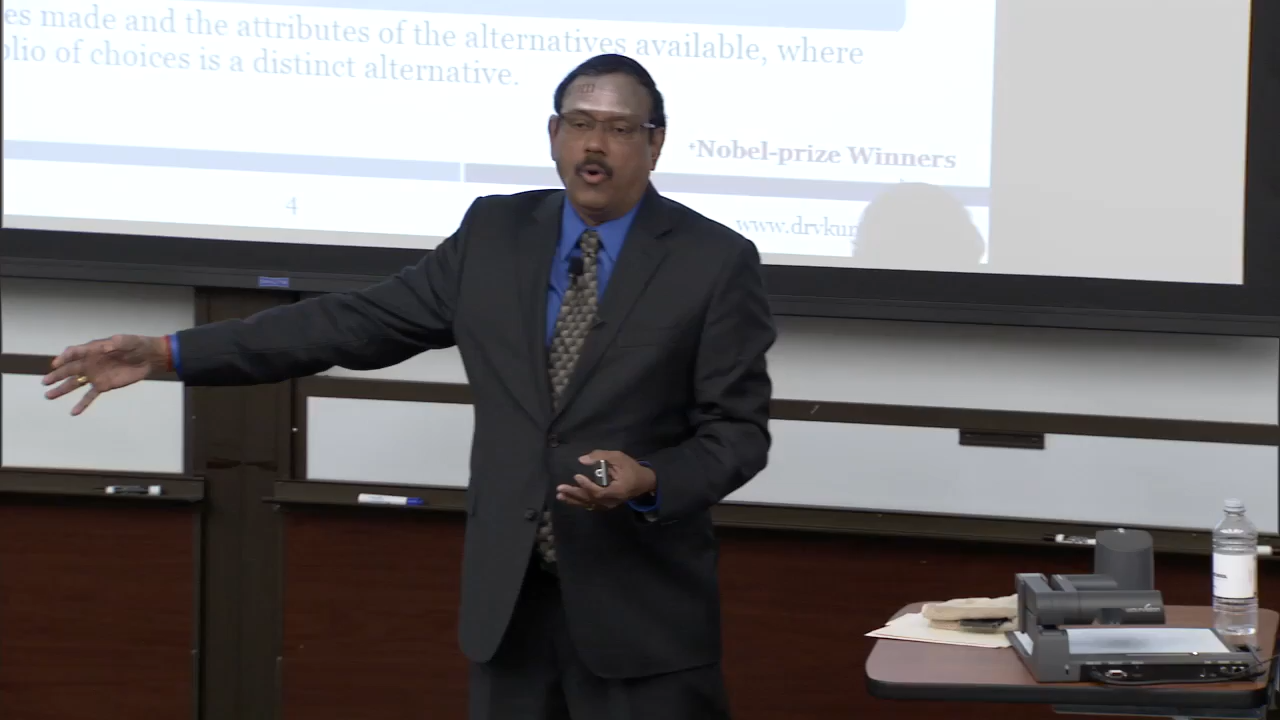 es made and the attributes of the alternatives available, where
olio of choices is a distinct alternative.
+Nobel-prize Winners
4
www.drvkum